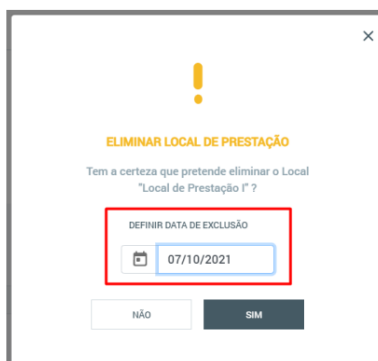 ELIMINAR LOCAL DE PRESTAÇÃO
Tem a certeza que pretende eliminar o Local
"Local de Prestação I" ?
DEFINIR DATA DE EXCLUSÃO
07/10/2021
NÃO
SIM